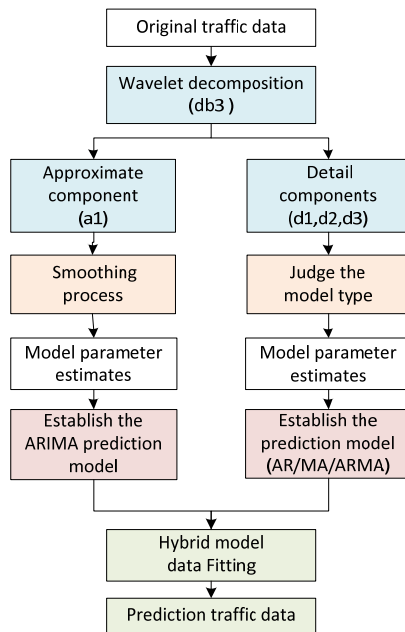 Original traffic data
Wavelet decomposition
(db3)
Approximate
component
(a1)
Detail
components
(d1,d2,d3)
Smoothing
process
Judge the
model type
Model parameter
estimates
Model parameter
estimates
Establish the
ARIMA prediction
model
Establish the
prediction model
(AR/MA/ARMA)
Hybrid model
data Fitting
Prediction traffic data